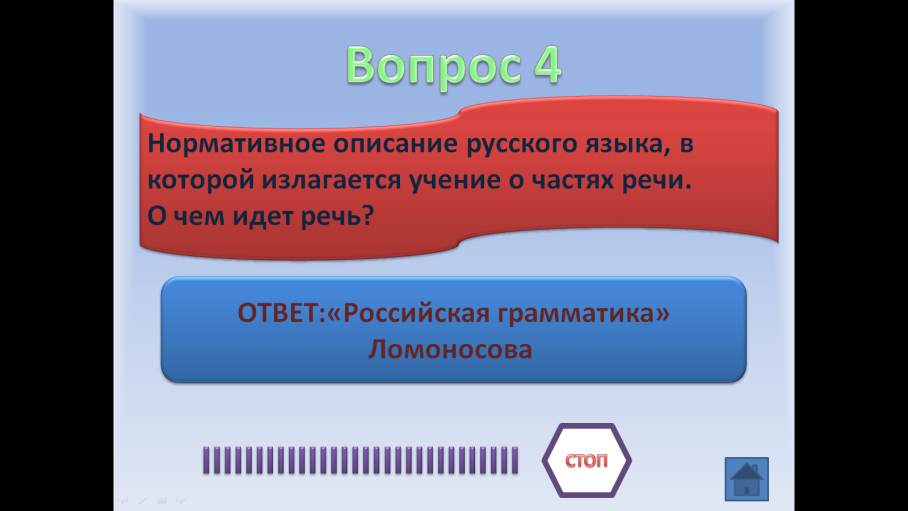 Вопрос 4
Нормативное описание русского языка, в
которой излагается учение о частях речи.
О чем идет речь?
ОТВЕТ:«Российская грамматика»
Ломоносова
СТОП